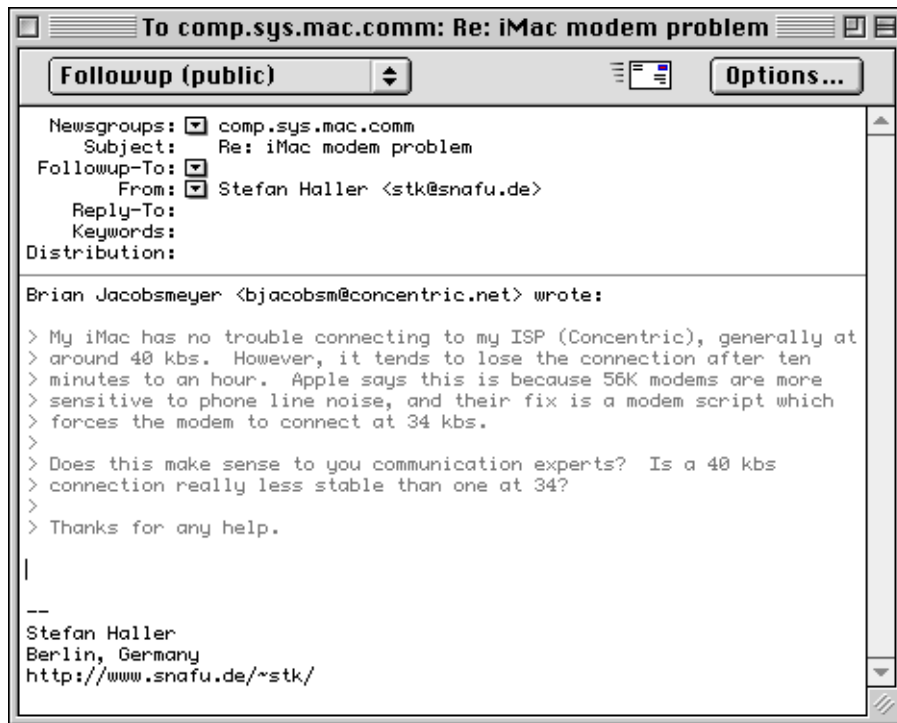 To comp.sys.mac.comm: Re: iMac modem problem
Followup (public)
Options...
Newsgroups: comp.sys.mac.comm
Subject: Re: iMac modem problem
Followup-To:
From: Stefan Haller <stk@snafu.de>
Reply-To:
Keywords:
Distribution:
Brian Jacobsmeyer <bjacobsm@concentric.net> wrote:
> My iMac has no trouble connecting to my ISP (Concentric), generally at
> around 40 kbs.  However, it tends to lose the connection after ten
> minutes to an hour.  Apple says this is because 56K modems are more
> sensitive to phone line noise, and their fix is a modem script which
> forces the modem to connect at 34 kbs.
>
> Does this make sense to you communication experts?  Is a 40 kbs
> connection really less stable than one at 34?
>
> Thanks for any help.
--
Stefan Haller
Berlin, Germany
http://www.snafu.de/~stk/